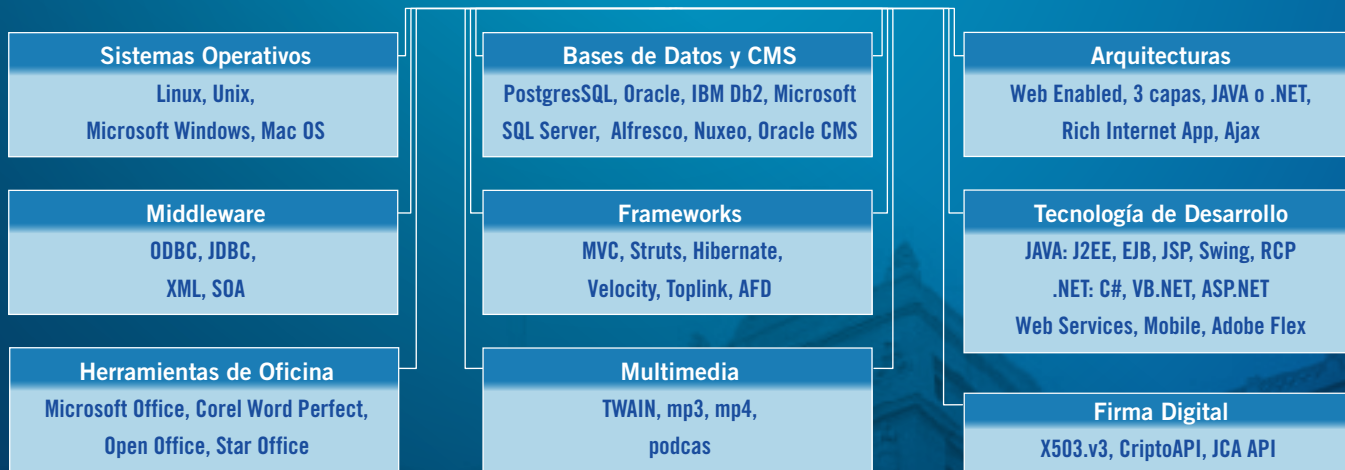 Sistemas Operativos
Linux, Unix,
Microsoft Windows, Mac OS
Bases de Datos y CMS
PostgresSQL, Oracle, IBM Db2, Microsoft
SQL Server, Alfresco, Nuxeo, Oracle CMS
Arquitecturas
Web Enabled, 3 capas, JAVA o .NET,
Rich Internet App, Ajax
Middleware
ODBC, JDBC,
XML, SOA
Frameworks
MVC, Struts, Hibernate,
Velocity, Toplink, AFD
Tecnología de Desarrollo
JAVA: J2EE, EJB, JSP, Swing, RCP
.NET: C#, VB.NET, ASP.NET
Web Services, Mobile, Adobe Flex
Herramientas de Oficina
Microsoft Office, Corel Word Perfect,
Open Office, Star Office
Multimedia
TWAIN, mp3, mp4,
podcas
Firma Digital
X503.v3, CriptoAPI, JCA API